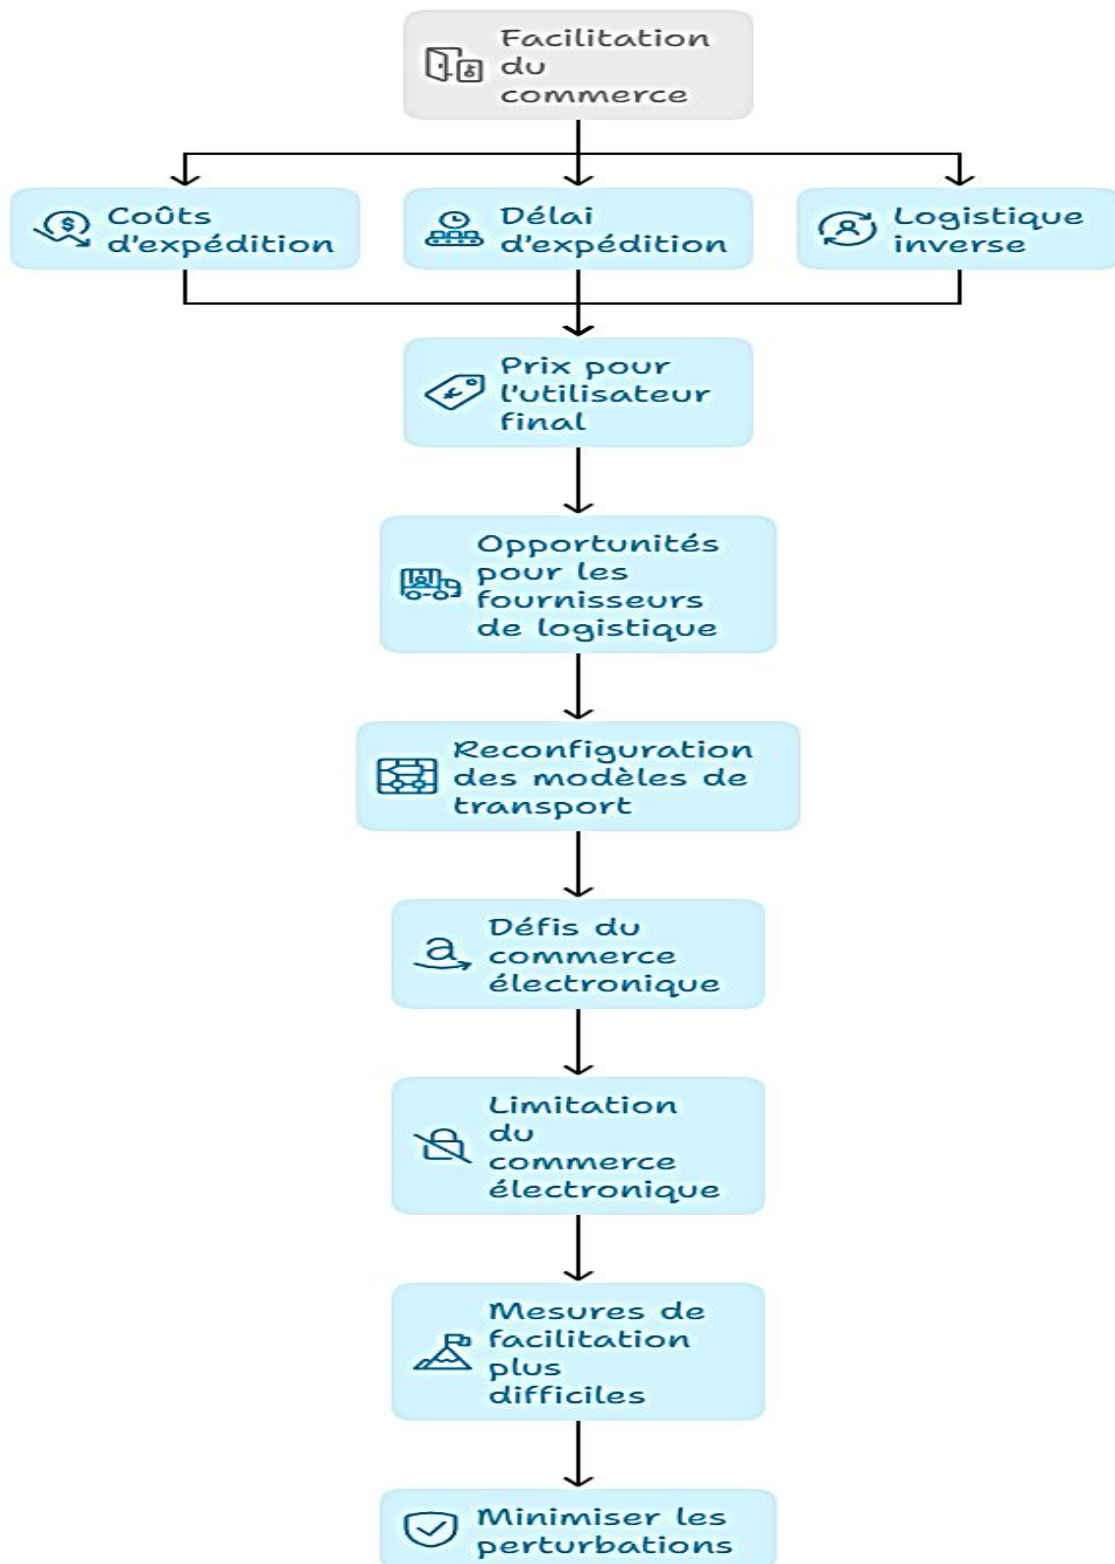 Facilitation
du
commerce
Coûts
d'expédition
Délai
d'expédition
Logistique
inverse
Prix pour
l'utilisateur
final
Opportunités
pour les
fournisseurs
de logistique
Reconfiguration
des modèles de
transport
Défis du
commerce
électronique
Limitation
du
commerce
électronique
Mesures de
facilitation
plus
difficiles
Minimiser les
perturbations